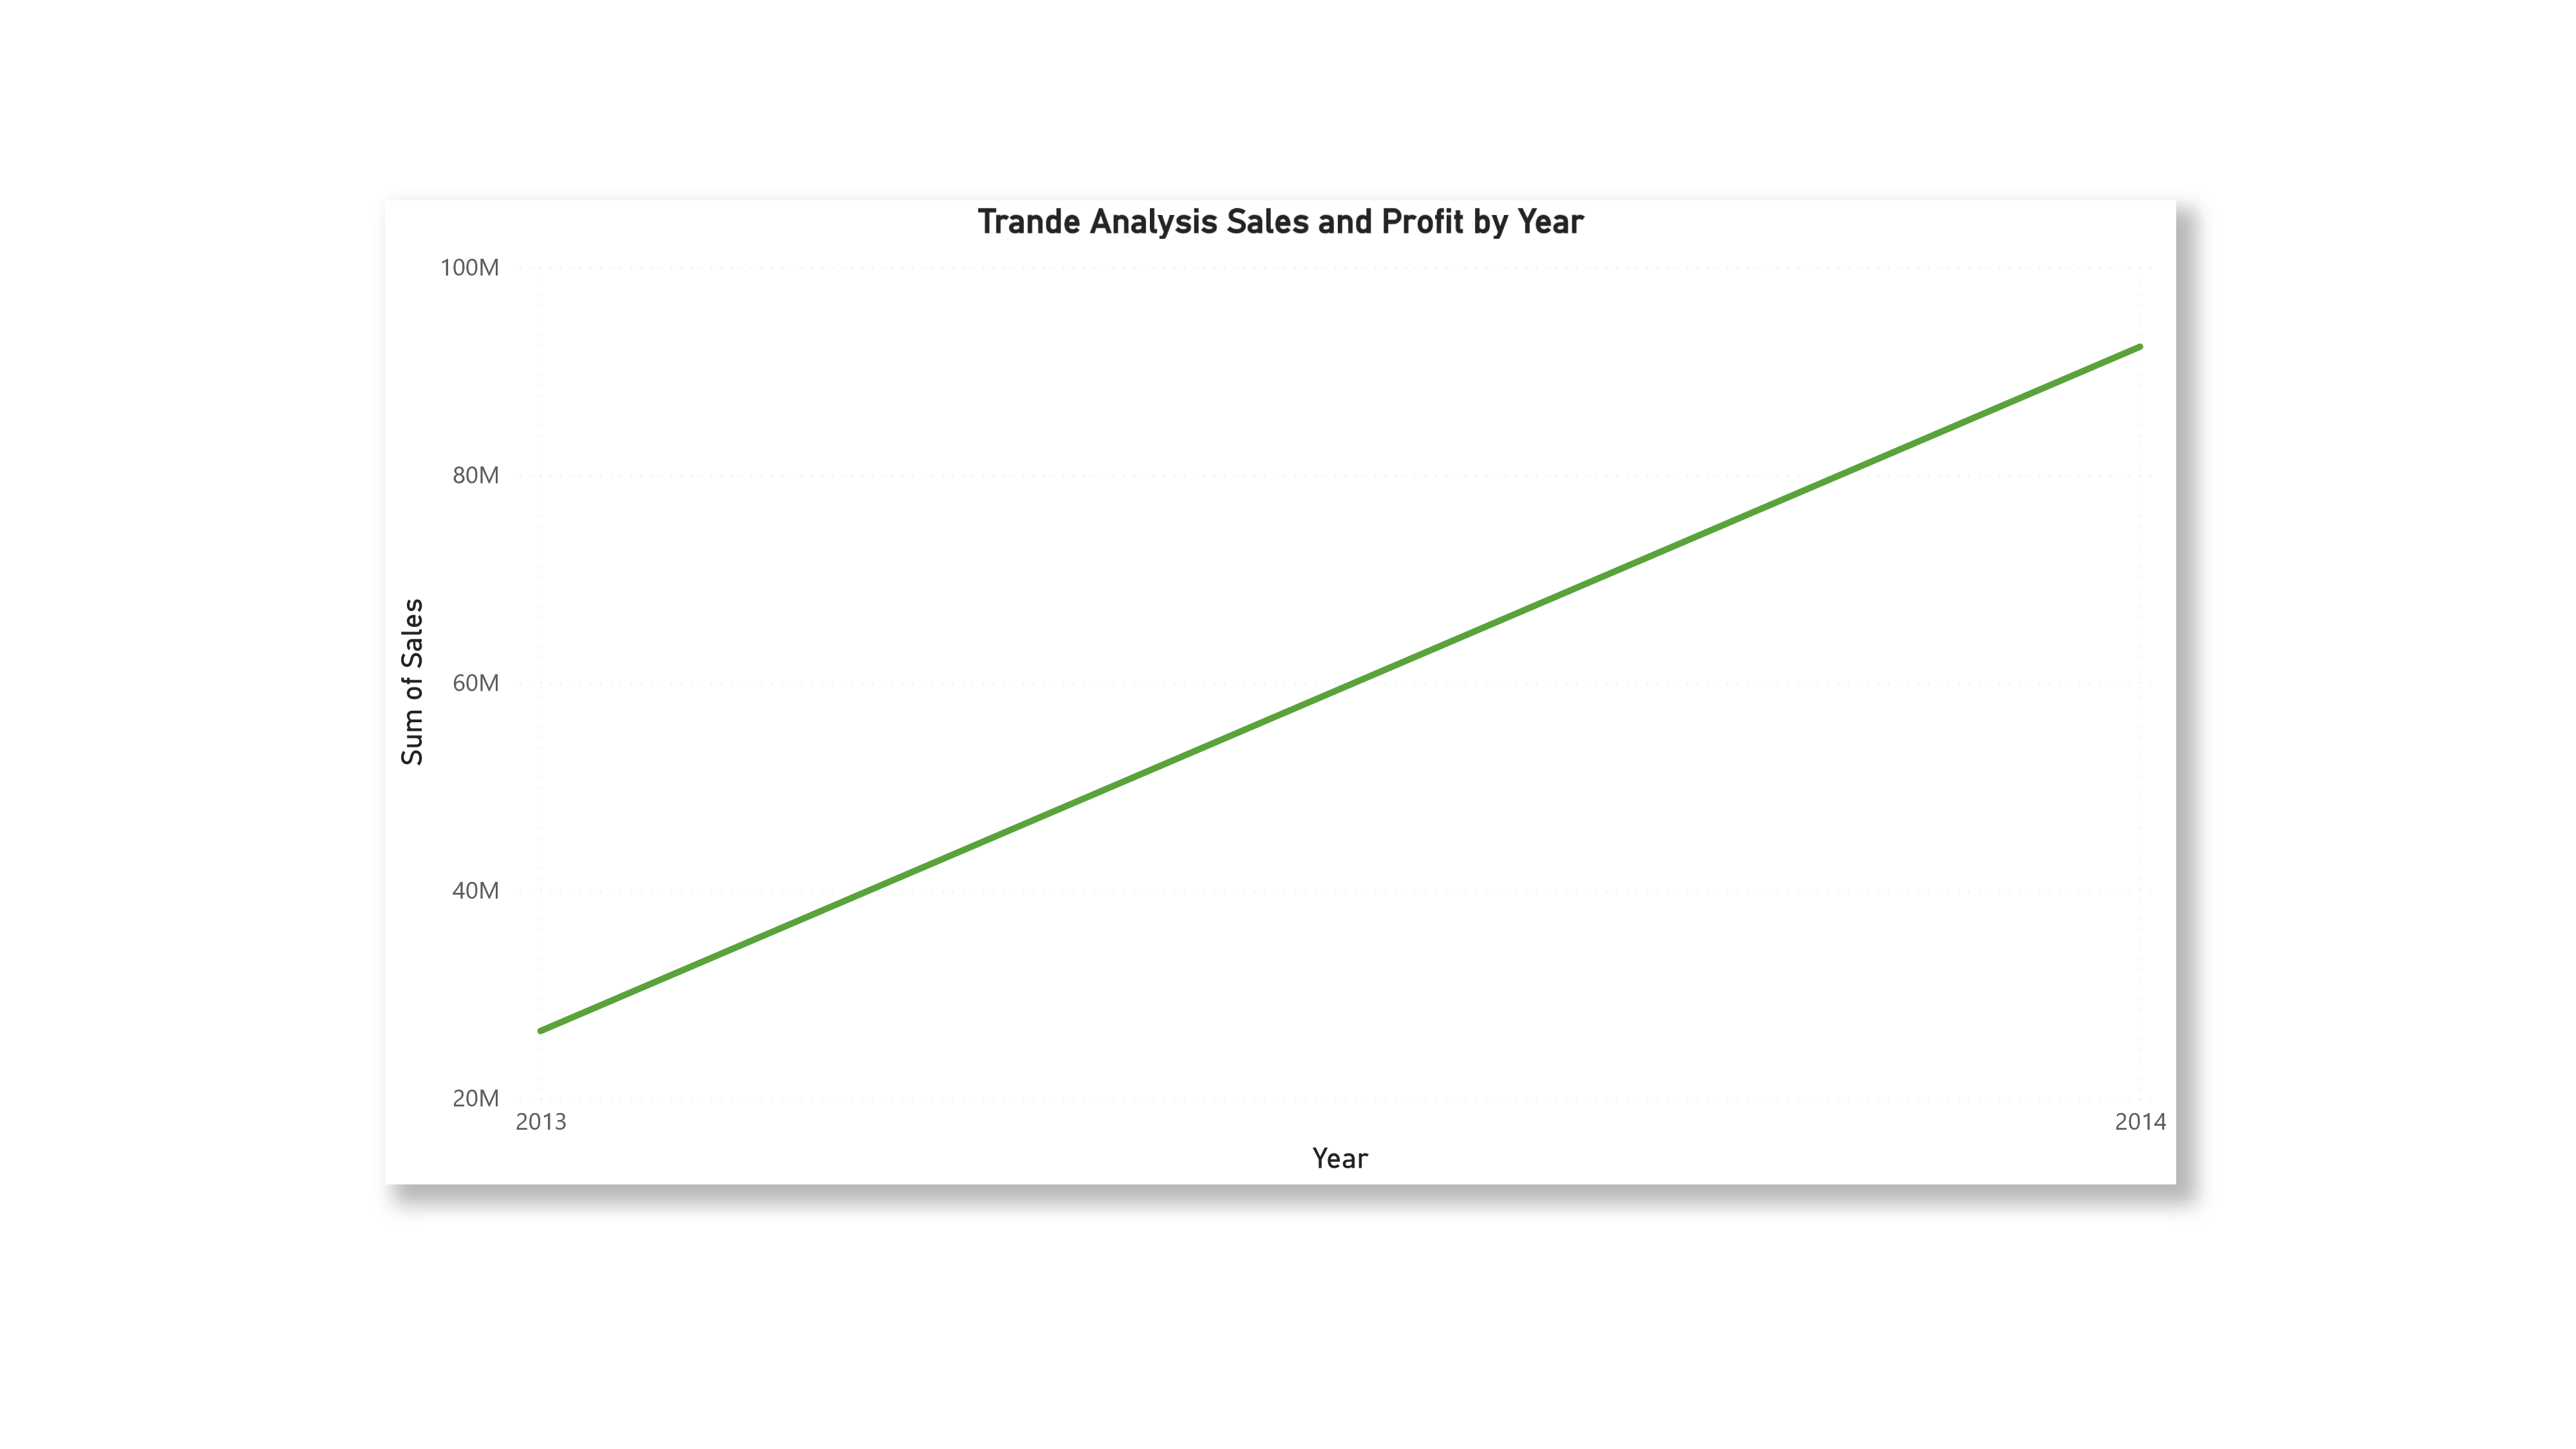 Trande Analysis Sales and Profit by Year
100M
80M
60M
40M
20M
Sum of Sales
2013
2014
Year